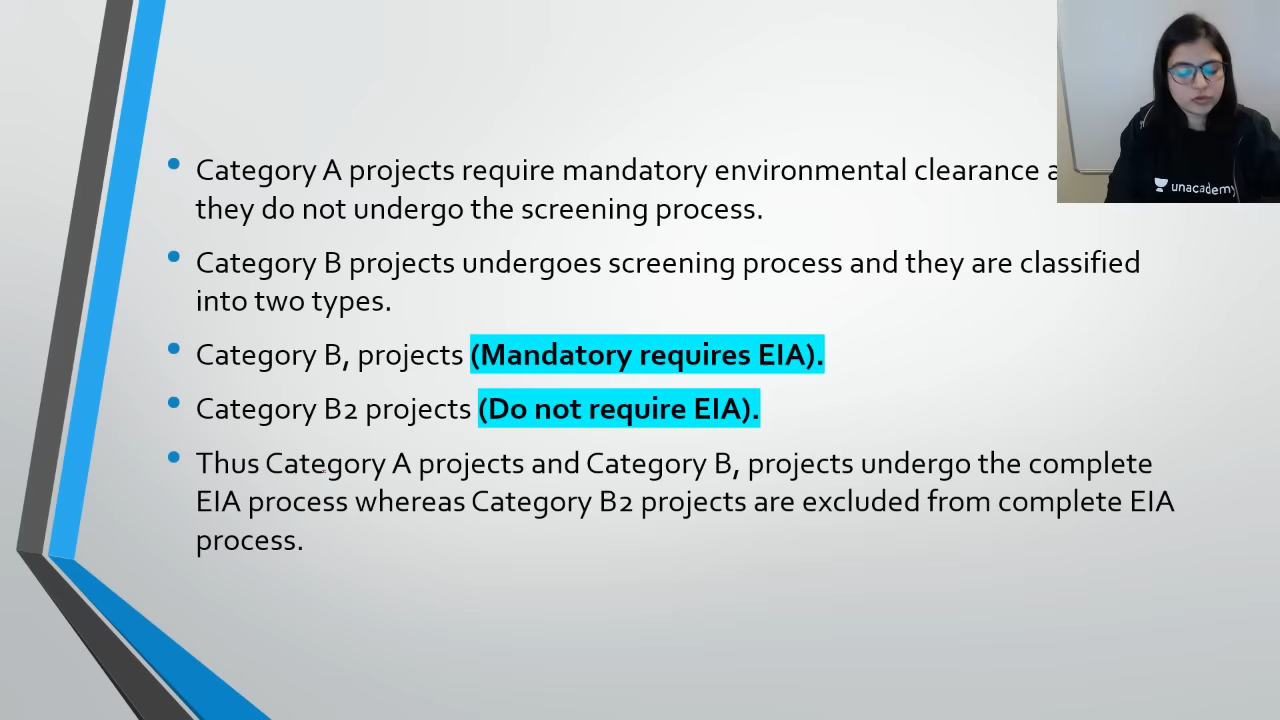 Category A projects require mandatory environmental clearance
they do not undergo the screening process.
Category B projects undergoes screening process and they are classified
into two types.
Category B, projects (Mandatory requires EIA).
Category B2 projects (Do not require EIA).
Thus Category A projects and Category B, projects undergo the complete
EIA process whereas Category B2 projects are excluded from complete EIA
process.
unacademy